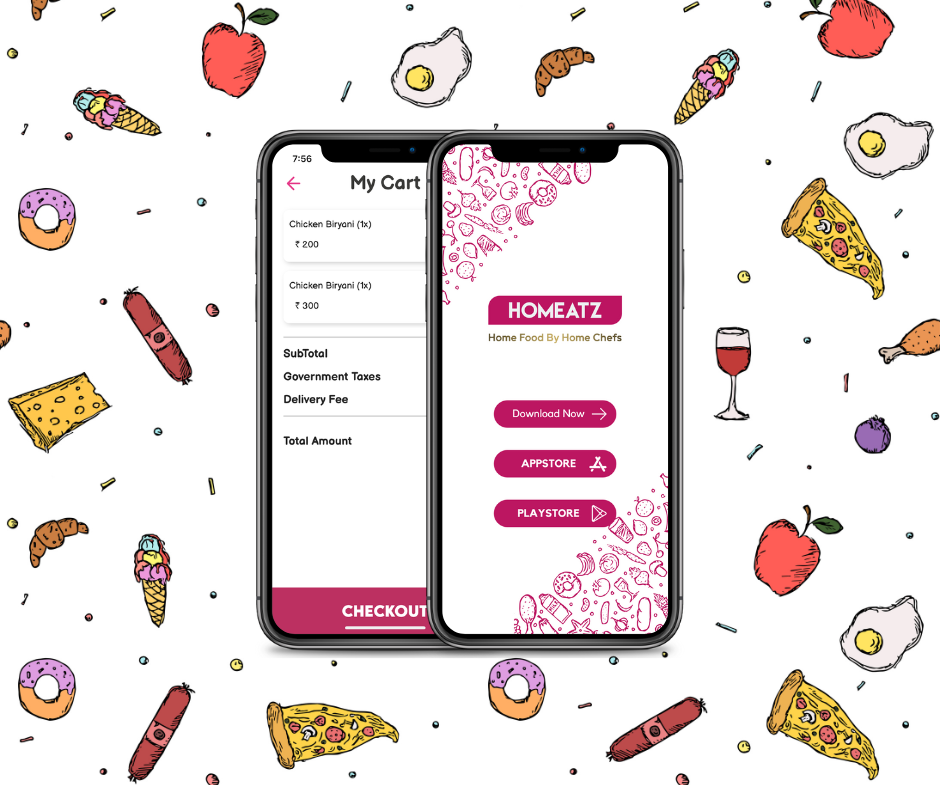 7:56
My Cart
Chicken Biryani (1x)
₹ 200
Chicken Biryani (1x)
₹ 300
SubTotal
Government Taxes
Delivery Fee
Total Amount
CHECKOUT
HOMEATZ
Home Food By Home Chefs
Download Now
APPSTORE
PLAYSTORE